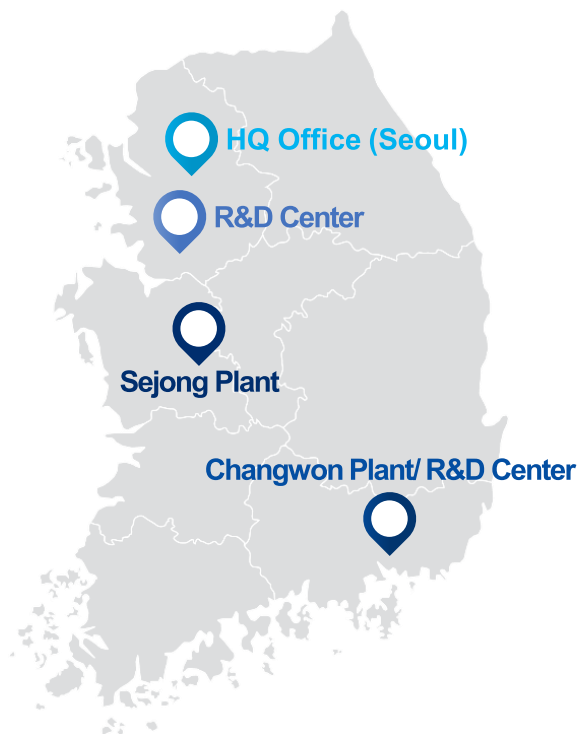 HQ Office (Seoul)
R&D Center
Sejong Plant
Changwon Plant/ R&D Center